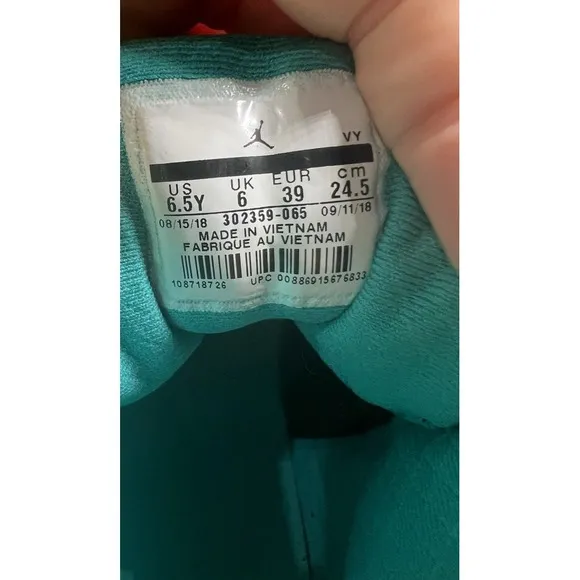 VY
US UK EUR cm
6.5Y 6 39 24.5
08/15/18 302359-065 09/11/18
MADE IN VIETNAM
FABRIQUE AU VIETNAM
108718726 UPC 00886915676833